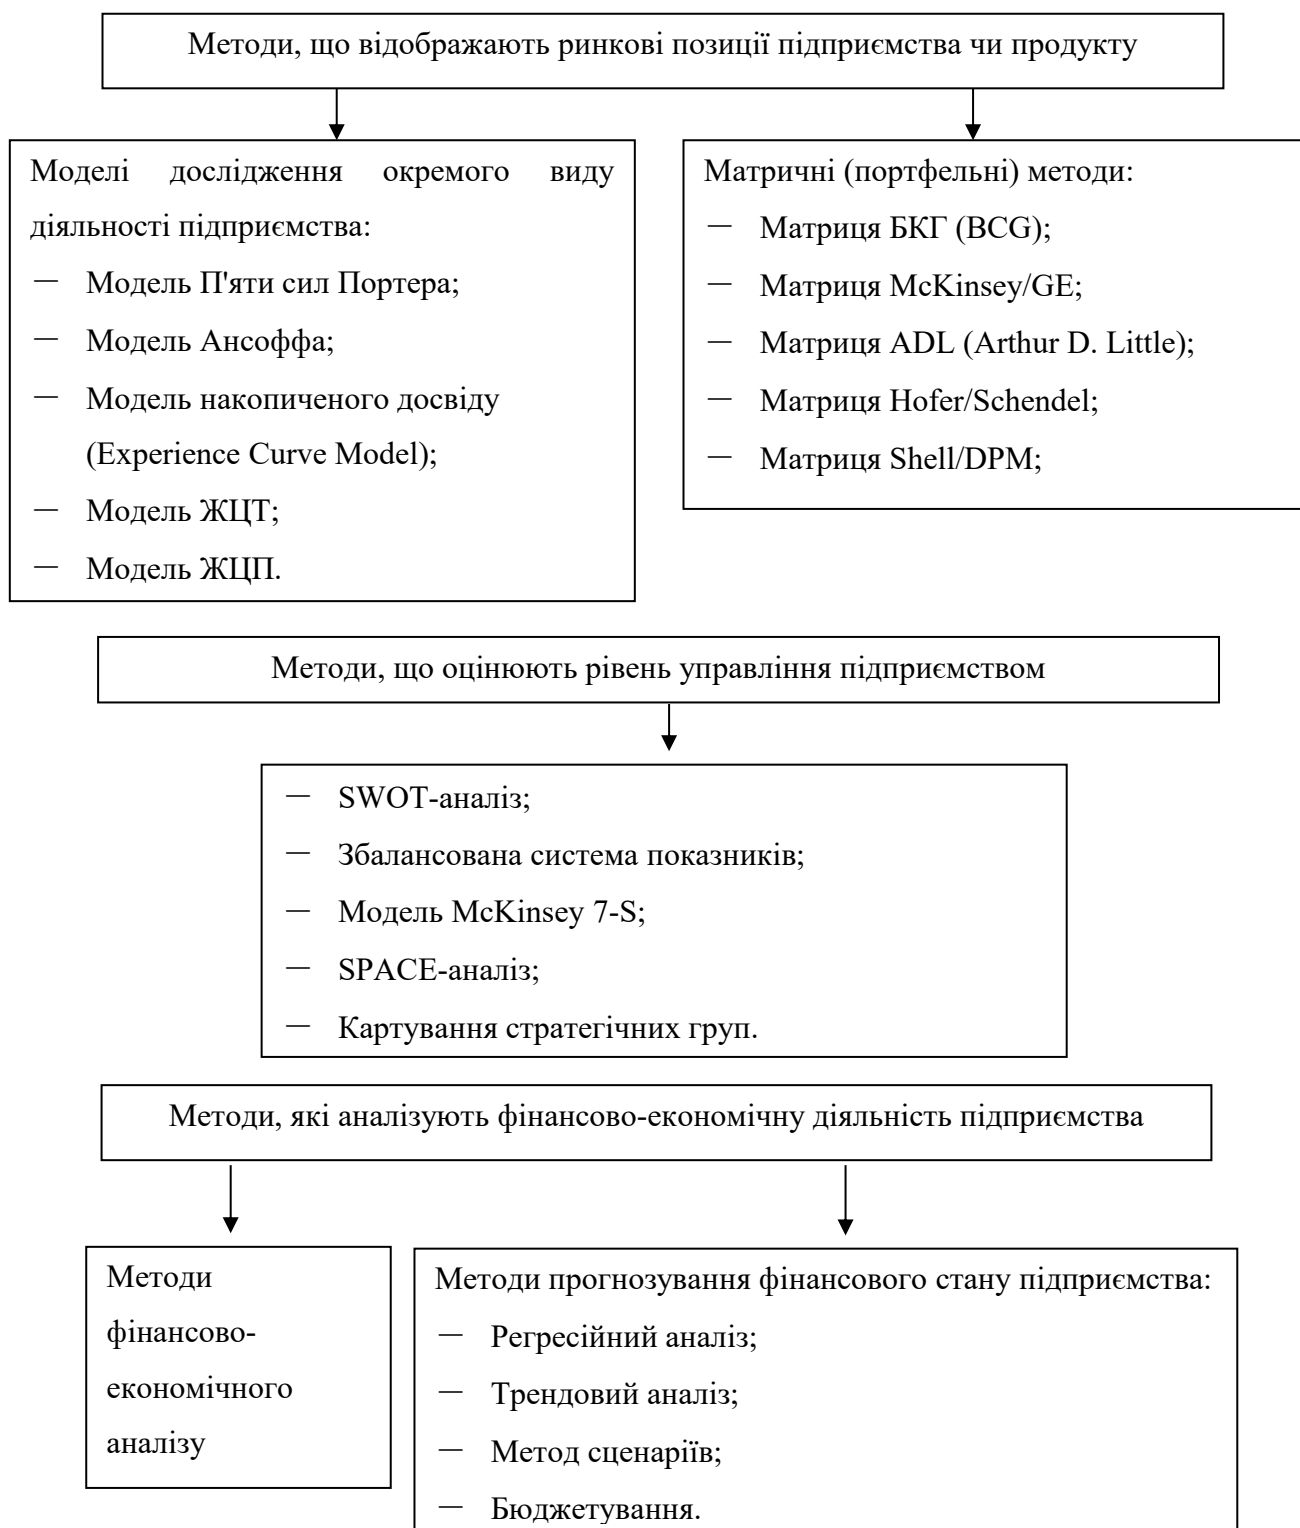 Методи, що відображають ринкові позиції підприємства чи продукту
Моделі дослідження окремого виду
діяльності підприємства:
— Модель П'яти сил Портера;
— Модель Ансоффа;
— Модель накопиченого досвіду
(Experience Curve Model);
— Модель ЖЦТ;
— Модель ЖЦП.
Матричні (портфельні) методи:
— Матриця БКГ (BCG);
— Матриця McKinsey/GE;
— Матриця ADL (Arthur D. Little);
— Матриця Hofer/Schendel;
— Матриця Shell/DPM;
Методи, що оцінюють рівень управління підприємством
— SWOT-аналіз;
— Збалансована система показників;
— Модель McKinsey 7-S;
— SPACE-аналіз;
— Картування стратегічних груп.
Методи, які аналізують фінансово-економічну діяльність підприємства
Методи
фінансово-
економічного
аналізу
Методи прогнозування фінансового стану підприємства:
— Регресійний аналіз;
— Трендовий аналіз;
— Метод сценаріїв;
— Бюджетування.